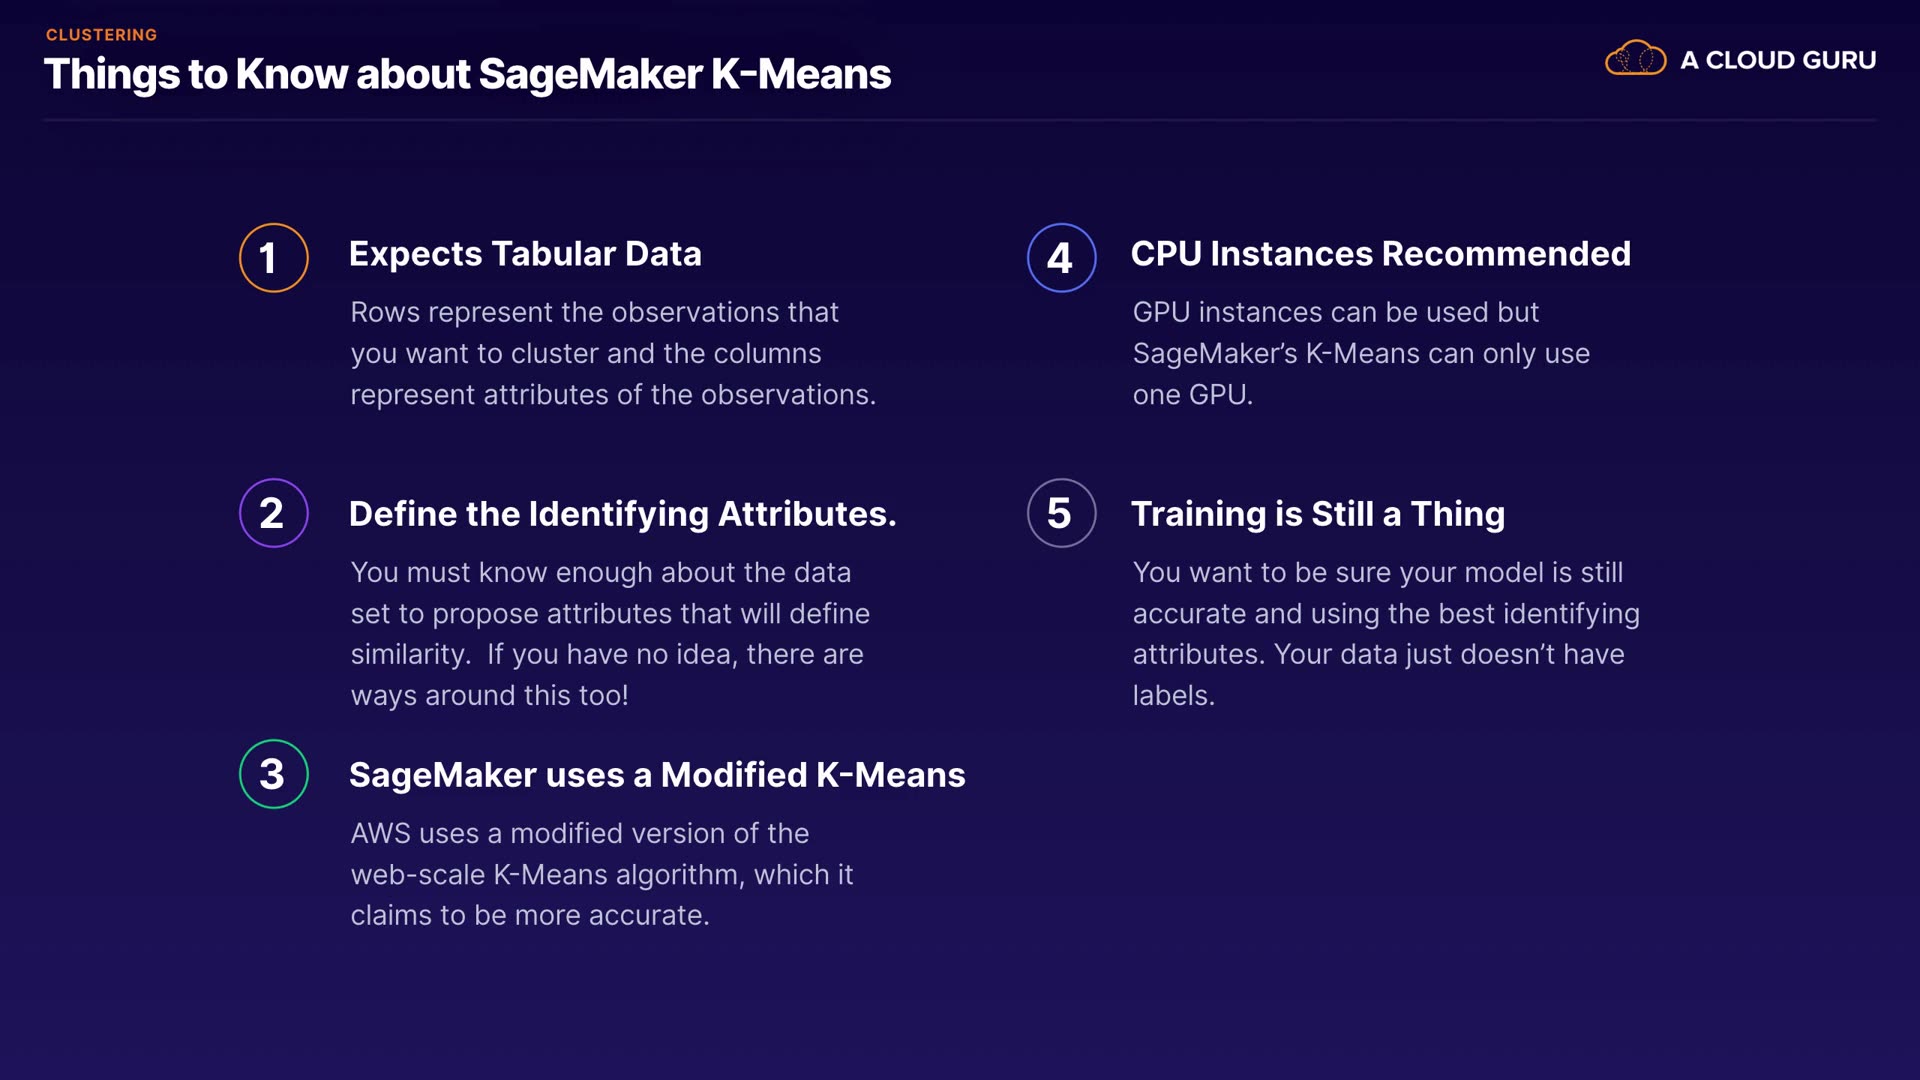 CLUSTERING
Things to Know about SageMaker K-Means
A CLOUD GURU
1
Expects Tabular Data
Rows represent the observations that
you want to cluster and the columns
represent attributes of the observations.
2
Define the Identifying Attributes.
You must know enough about the data
set to propose attributes that will define
similarity.  If you have no idea, there are
ways around this too!
3
SageMaker uses a Modified K-Means
AWS uses a modified version of the
web-scale K-Means algorithm, which it
claims to be more accurate.
4
CPU Instances Recommended
GPU instances can be used but
SageMaker’s K-Means can only use
one GPU.
5
Training is Still a Thing
You want to be sure your model is still
accurate and using the best identifying
attributes. Your data just doesn’t have
labels.